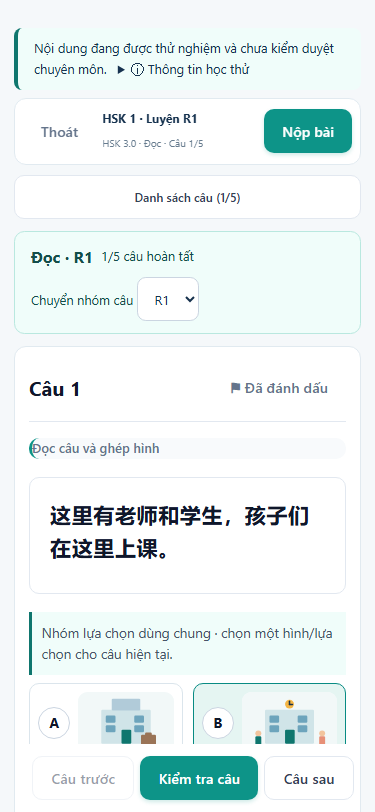 Nội dung đang được thử nghiệm và chưa kiểm duyệt
chuyên môn. ▶ ⓘ Thông tin học thử
Thoát
HSK 1 · Luyện R1
HSK 3.0 · Đọc · Câu 1/5
Nộp bài
Danh sách câu (1/5)
Đọc · R1 1/5 câu hoàn tất
Chuyển nhóm câu R1
Câu 1
Đã đánh dấu
Đọc câu và ghép hình
这里有老师和学生，孩子们
在这里上课。
Nhóm lựa chọn dùng chung · chọn một hình/lựa
chọn cho câu hiện tại.
A
B
Câu trước
Kiểm tra câu
Câu sau